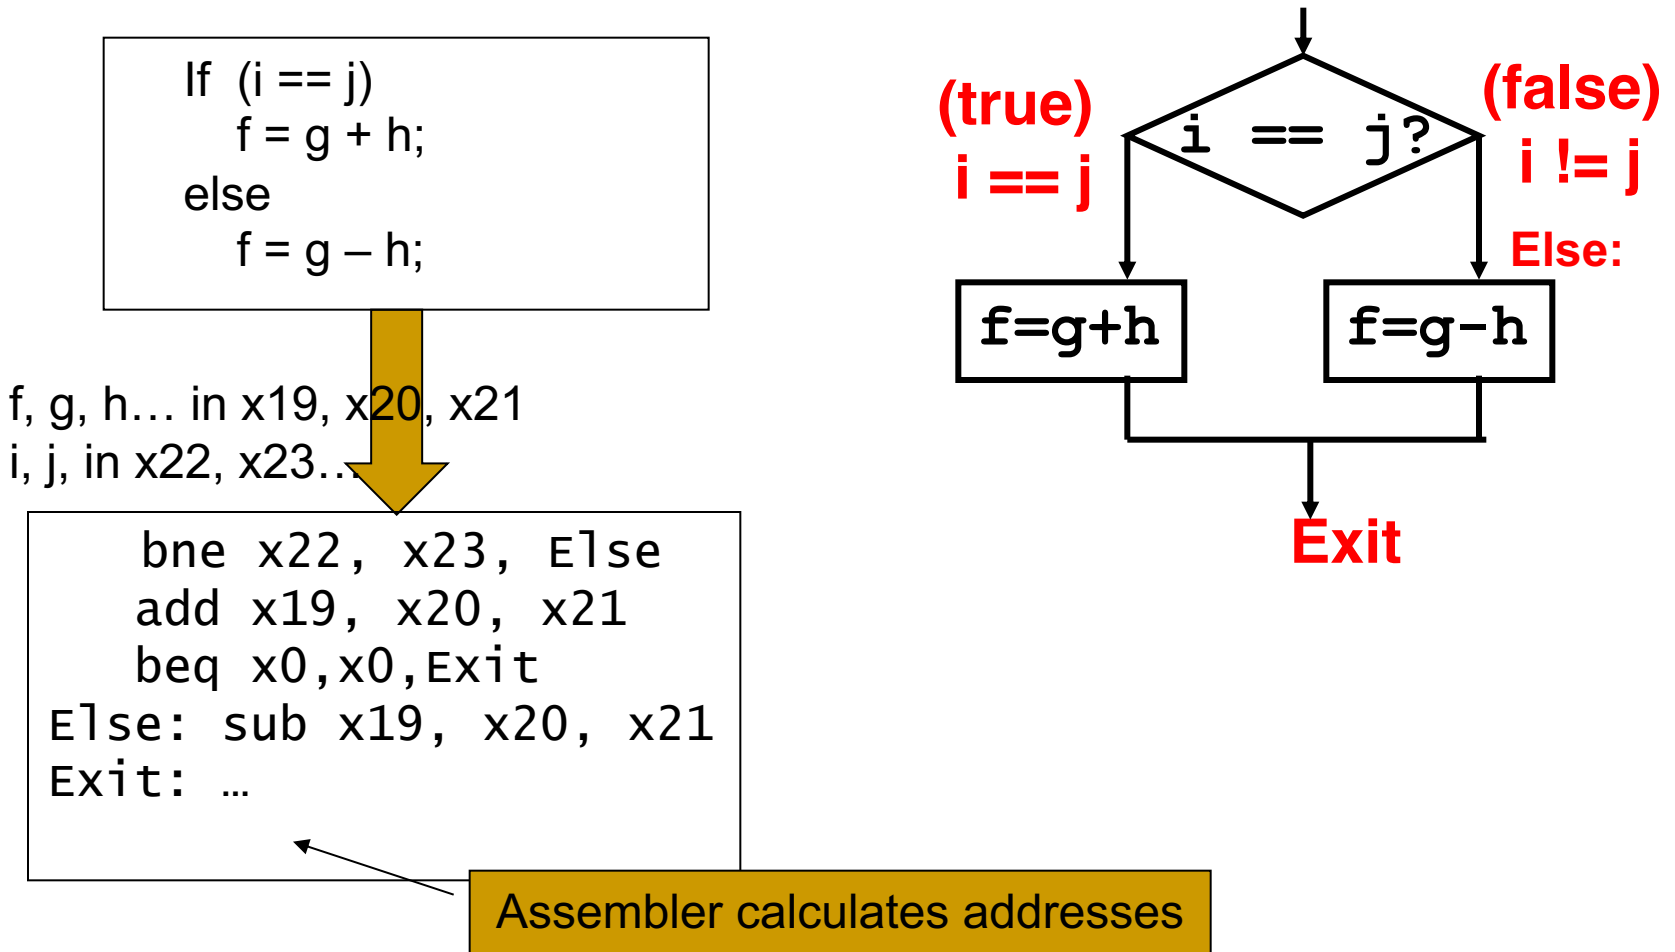 If (i == j)
f = g + h;
else
f = g – h;
f, g, h… in x19, x20, x21
i, j, in x22, x23…
bne x22, x23, Else
add x19, x20, x21
beq x0,x0,Exit
Else: sub x19, x20, x21
Exit: …
Assembler calculates addresses
(true)
i == j
i == j?
(false)
i != j
Else:
f=g+h
f=g-h
Exit